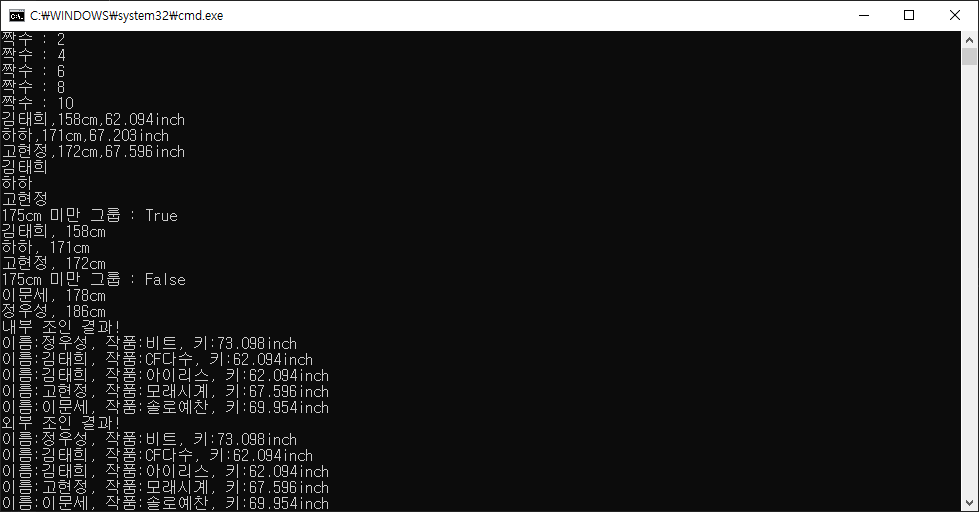 C:\WINDOWS\system32\cmd.exe
짝수 : 2
짝수 : 4
짝수 : 6
짝수 : 8
짝수 : 10
김태희,158cm,62.094inch
하하,171cm,67.203inch
고현정,172cm,67.596inch
김태희
하하
고현정
175cm 미만 그룹 : True
김태희, 158cm
하하, 171cm
고현정, 172cm
175cm 미만 그룹 : False
이문세, 178cm
정우성, 186cm
내부 조인 결과!
이름:정우성, 작품:비트, 키:73.098inch
이름:김태희, 작품:CF다수, 키:62.094inch
이름:김태희, 작품:아이리스, 키:62.094inch
이름:고현정, 작품:모래시계, 키:67.596inch
이름:이문세, 작품:솔로예찬, 키:69.954inch
외부 조인 결과!
이름:정우성, 작품:비트, 키:73.098inch
이름:김태희, 작품:CF다수, 키:62.094inch
이름:김태희, 작품:아이리스, 키:62.094inch
이름:고현정, 작품:모래시계, 키:67.596inch
이름:이문세, 작품:솔로예찬, 키:69.954inch